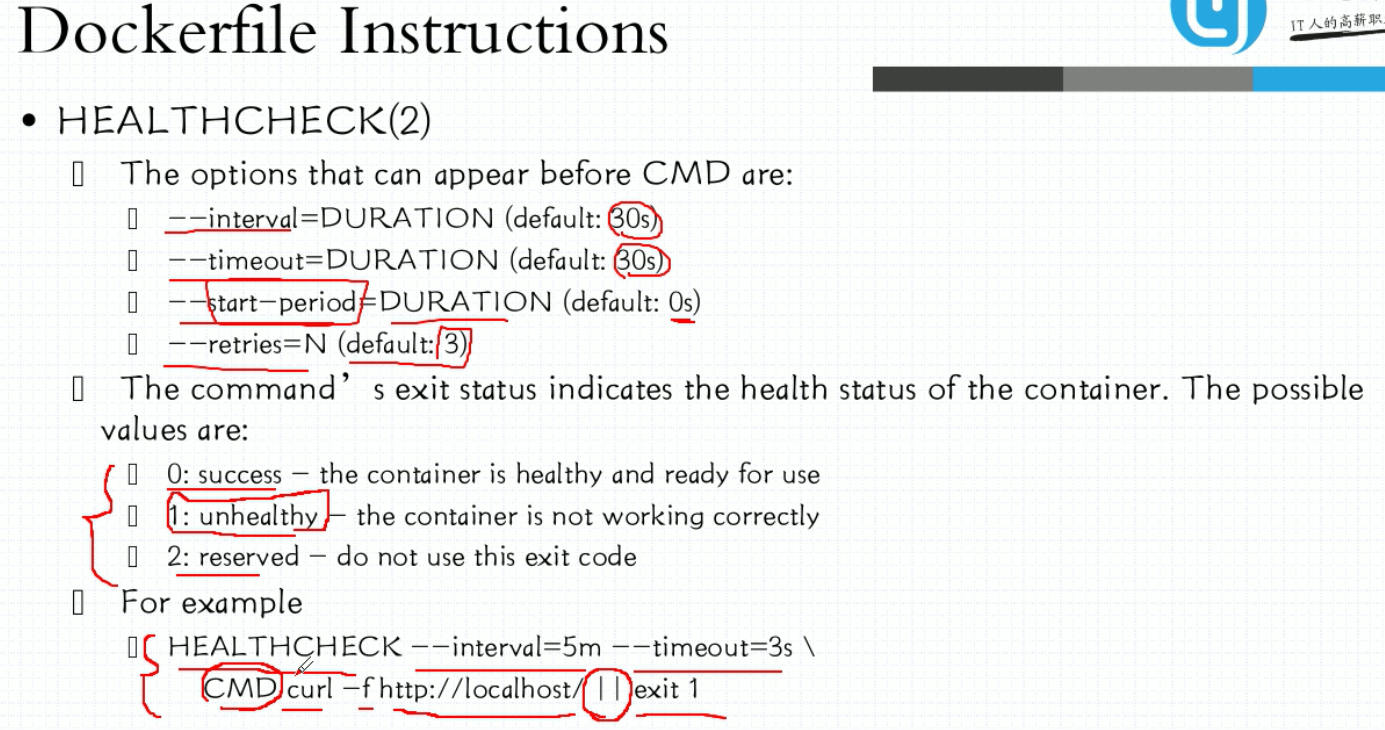 Dockerfile Instructions
IT人的高薪职
• HEALTHCHECK(2)
The options that can appear before CMD are:
--interval=DURATION (default: 30s)
--timeout=DURATION (default: 30s)
--start-period=DURATION (default: 0s)
--retries=N (default: 3)
The command’s exit status indicates the health status of the container. The possible
values are:
0: success – the container is healthy and ready for use
1: unhealthy – the container is not working correctly
2: reserved – do not use this exit code
For example
HEALTHCHECK --interval=5m --timeout=3s \
CMD curl -f http://localhost/ || exit 1